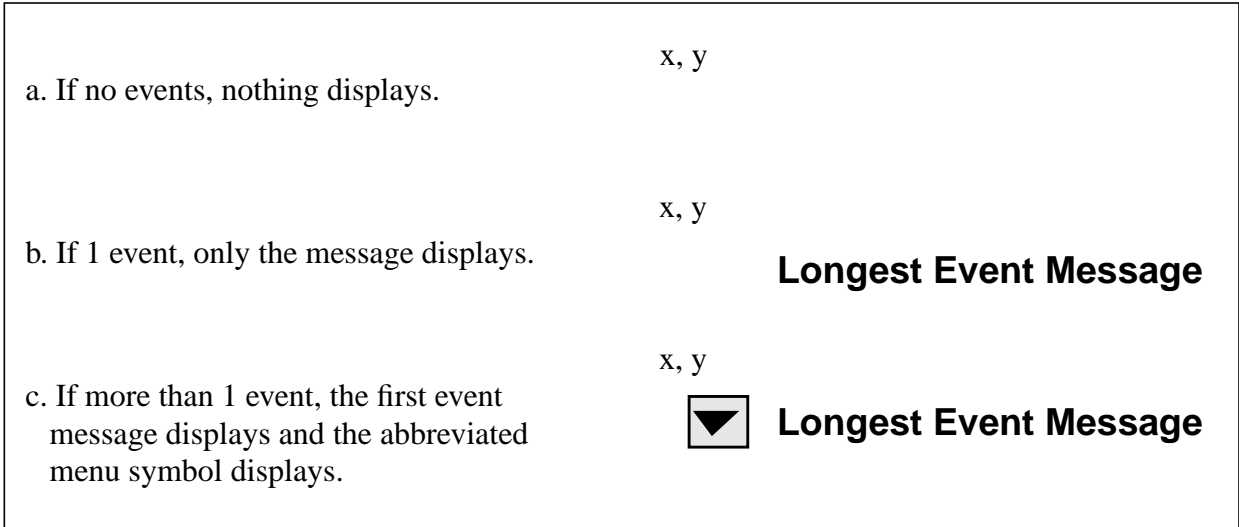 x, y
a. If no events, nothing displays.
x, y
b. If 1 event, only the message displays.
Longest Event Message
x, y
c. If more than 1 event, the first event
message displays and the abbreviated
menu symbol displays.
Longest Event Message